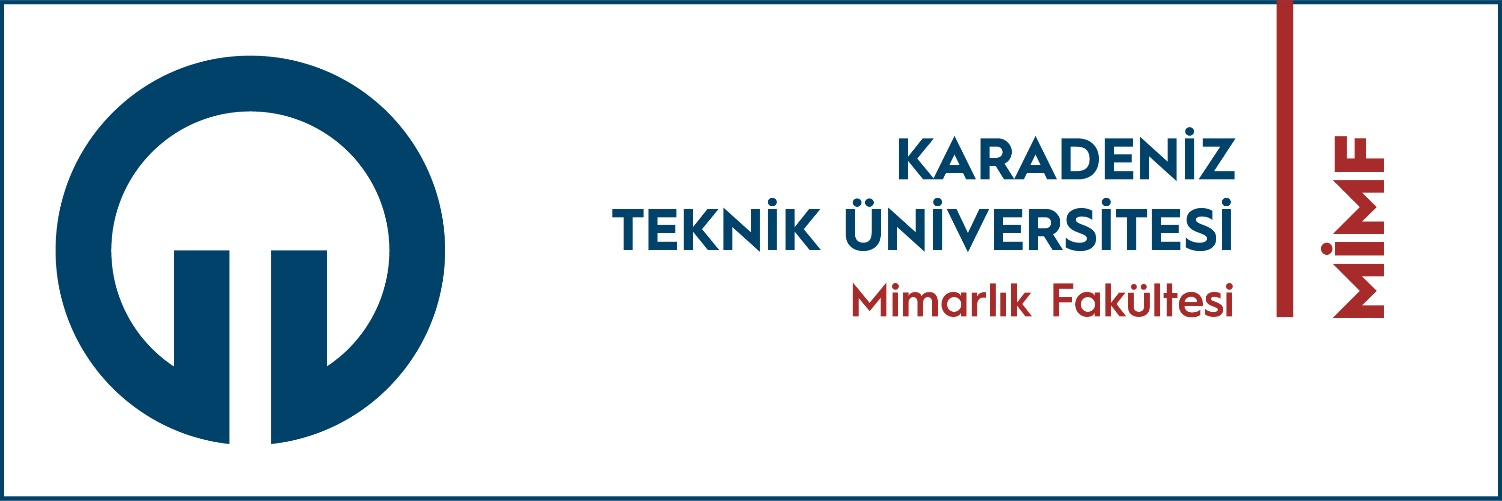 KARADENİZ
TEKNİK ÜNİVERSİTESİ
Mimarlık Fakültesi
MİMF